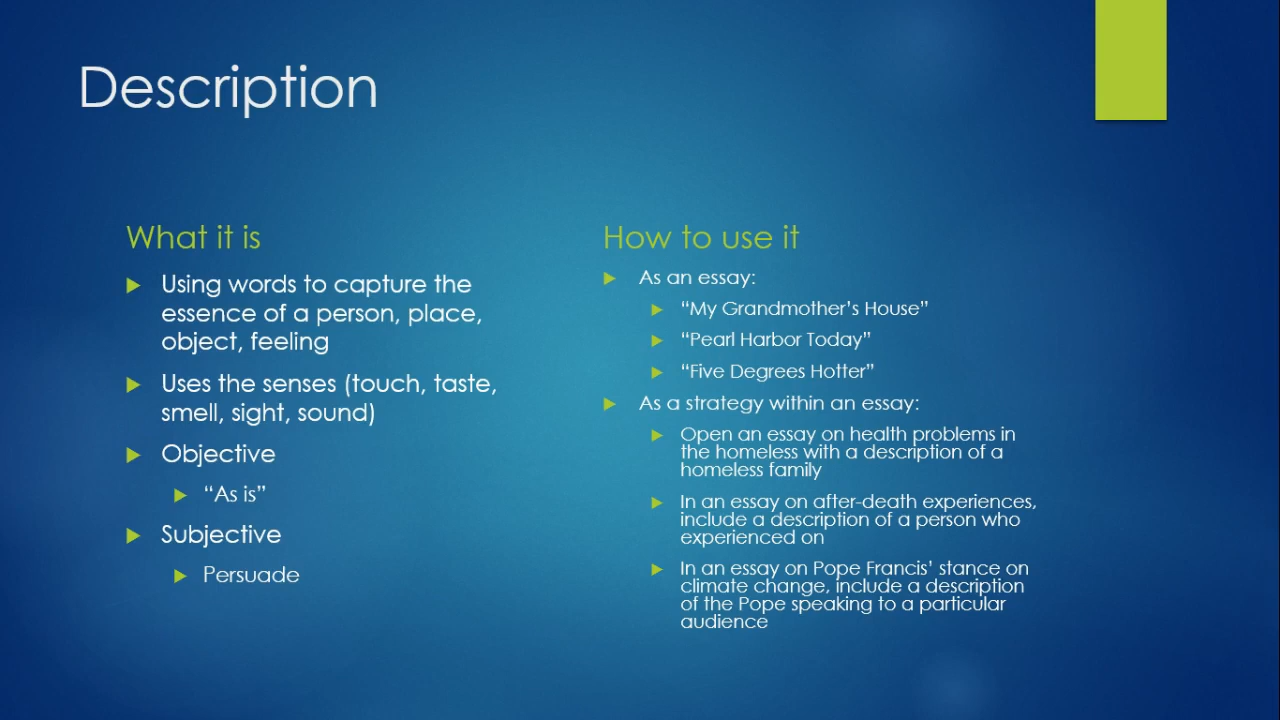 Description
What it is
Using words to capture the
essence of a person, place,
object, feeling
Uses the senses (touch, taste,
smell, sight, sound)
Objective
“As is”
Subjective
Persuade
How to use it
As an essay:
“My Grandmother’s House”
“Pearl Harbor Today”
“Five Degrees Hotter”
As a strategy within an essay:
Open an essay on health problems in
the homeless with a description of a
homeless family
In an essay on after-death experiences,
include a description of a person who
experienced on
In an essay on Pope Francis’ stance on
climate change, include a description
of the Pope speaking to a particular
audience